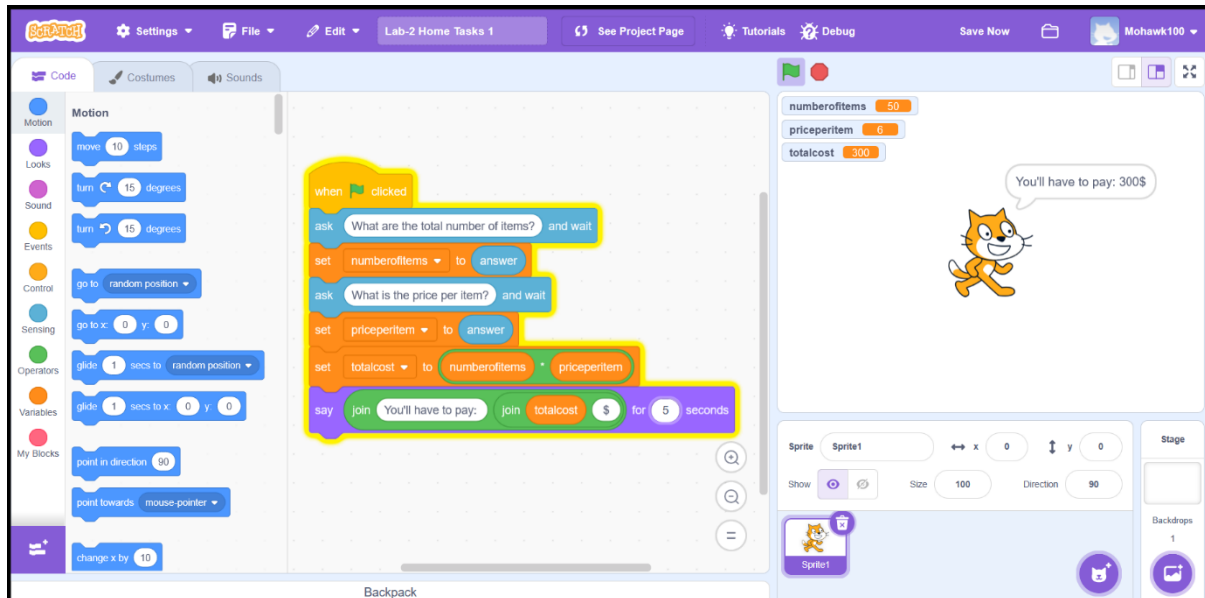 SCRATCH Settings File Edit Lab-2 Home Tasks 1 See Project Page Tutorials Debug Save Now Mohawk100
Code Costumes Sounds
Motion
Looks
Sound
Events
Control
Sensing
Operators
Variables
My Blocks
Motion
move 10 steps
turn 15 degrees
turn 15 degrees
go to random position
go to x: 0 y: 0
glide 1 secs to random position
glide 1 secs to x: 0 y: 0
point in direction 90
point towards mouse-pointer
change x by 10
when clicked
ask What are the total number of items? and wait
set numberofitems to answer
ask What is the price per item? and wait
set priceperitem to answer
set totalcost to numberofitems * priceperitem
say join You'll have to pay: join totalcost $ for 5 seconds
Backpack
numberofitems 50
priceperitem 6
totalcost 300
You'll have to pay: 300$
Sprite Sprite1 x 0 y 0
Show Size 100 Direction 90
Sprite1
Stage
Backdrops
1